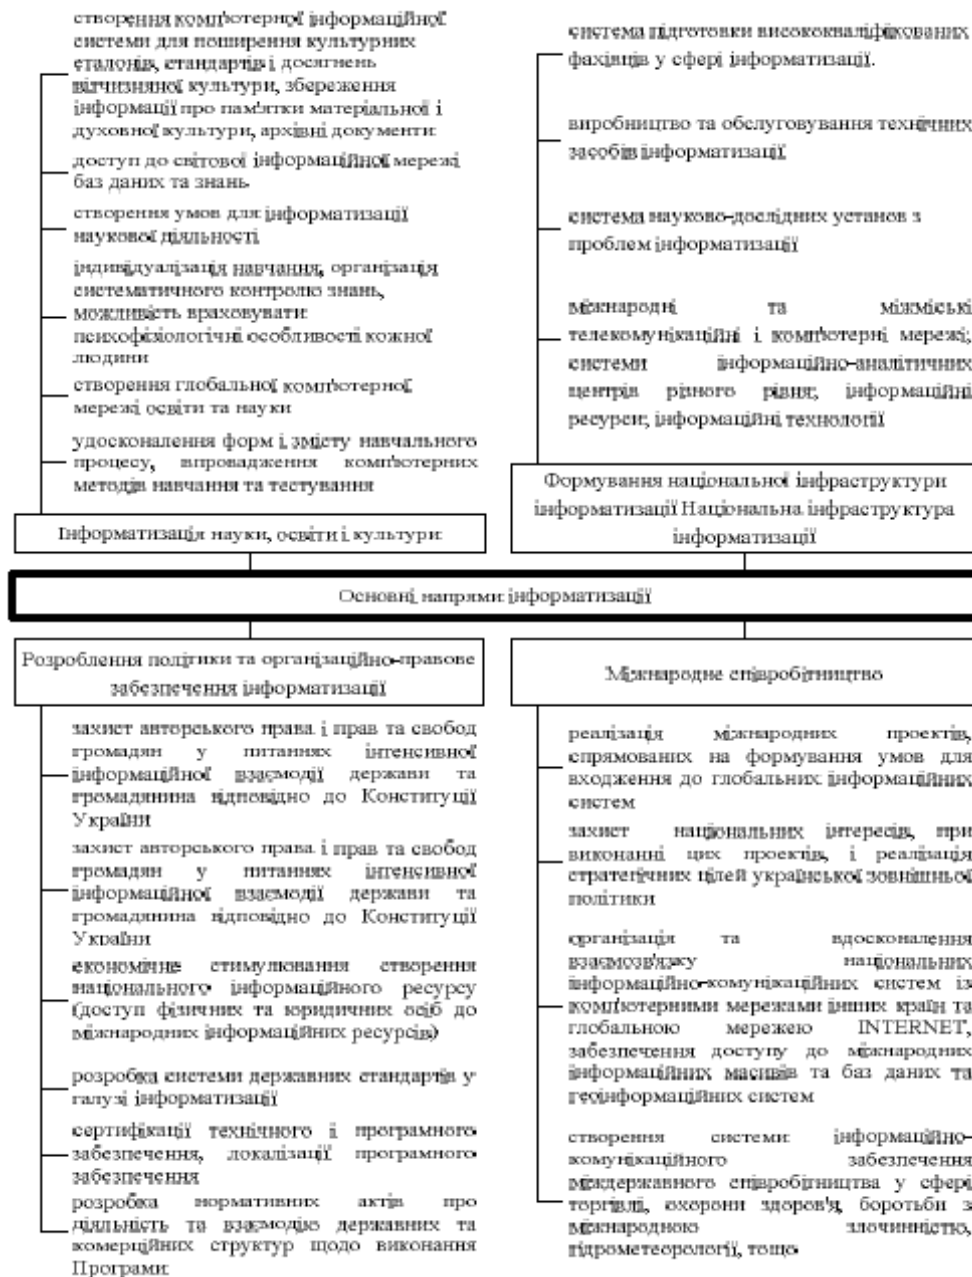 створення комп'ютерної інформаційної
системи для поширення культурних
еталонів, стандартів і досягнень
вітчизняної культури, збереження
інформації про пам'ятки матеріальної і
духовної культури, архівні документи
доступ до світової інформаційної мережі
баз даних та знань
створення умов для інформатизації
наукової діяльності
індивідуалізація навчання, організація
систематичного контролю знань,
можливість враховувати
психофізіологічні особливості кожної
людини
створення глобальної комп'ютерної
мережі освіти та науки
удосконалення форм і змісту навчального
процесу, впровадження комп'ютерних
методів навчання та тестування
Інформатизація науки, освіти і культури
система підготовки висококваліфікованих
фахівців у сфері інформатизації.
виробництво та обслуговування технічних
засобів інформатизації
система науково-дослідних установ з
проблем інформатизації
міжнародні та міжміські
телекомунікаційні і комп'ютерні мережі;
системи інформаційно-аналітичних
центрів різного рівня; інформаційні
ресурси; інформаційні технології
Формування національної інфраструктури
інформатизації Національна інфраструктура
інформатизації
Основні напрями інформатизації
Розроблення політики та організаційно-правове
забезпечення інформатизації
захист авторського права і прав та свобод
громадян у питаннях інтенсивної
інформаційної взаємодії держави та
громадянина відповідно до Конституції
України
захист авторського права і прав та свобод
громадян у питаннях інтенсивної
інформаційної взаємодії держави та
громадянина відповідно до Конституції
України
економічне стимулювання створення
національного інформаційного ресурсу
(доступ фізичних та юридичних осіб до
міжнародних інформаційних ресурсів)
розробка системи державних стандартів у
галузі інформатизації
сертифікації технічного і програмного
забезпечення, локалізації програмного
забезпечення
розробка нормативних актів про
діяльність та взаємодію державних та
комерційних структур щодо виконання
Програми
Міжнародне співробітництво
реалізація міжнародних проектів,
спрямованих на формування умов для
входження до глобальних інформаційних
систем
захист національних інтересів, при
виконанні цих проектів, і реалізація
стратегічних цілей української зовнішньої
політики
організація та вдосконалення
взаємозв'язку національних
інформаційно-комунікаційних систем із
комп'ютерними мережами інших країн та
глобальною мережею INTERNET,
забезпечення доступу до міжнародних
інформаційних масивів та баз даних та
геоінформаційних систем
створення системи інформаційно-
комунікаційного забезпечення
міждержавного співробітництва у сфері
торгівлі, охорони здоров'я, боротьби з
міжнародною злочинністю,
гідрометеорології, тощо